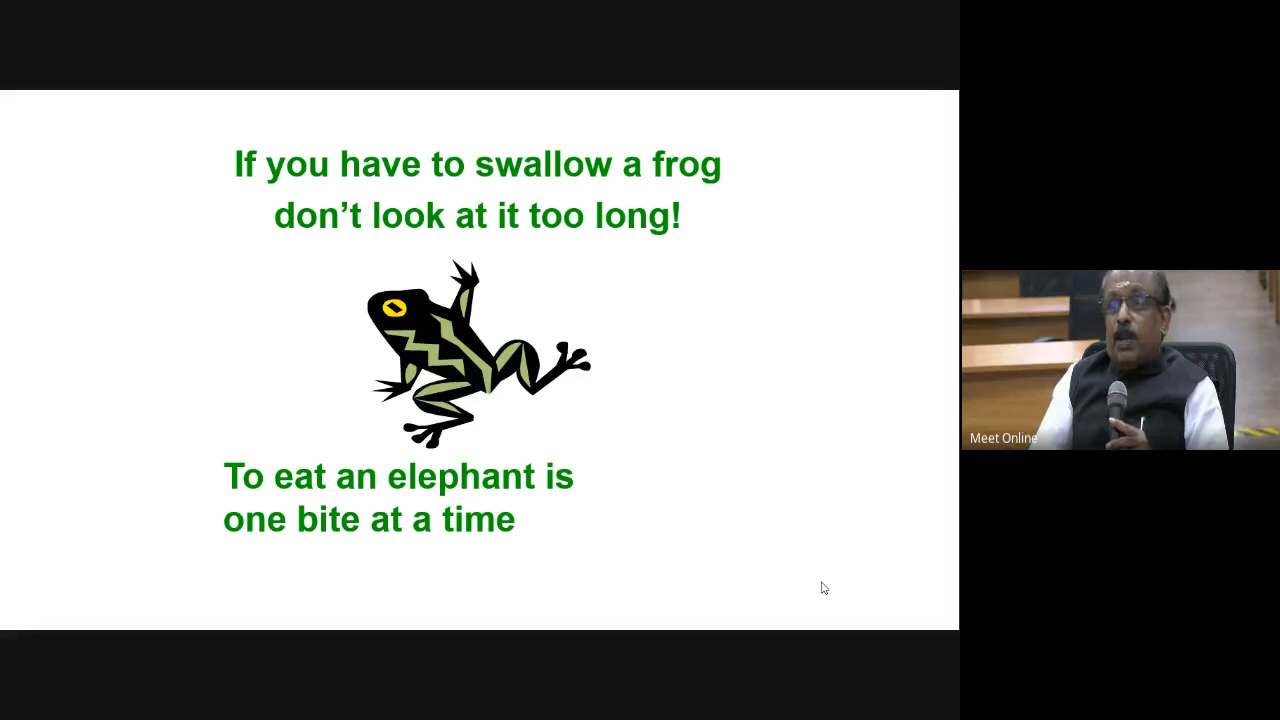 If you have to swallow a frog
don’t look at it too long!
To eat an elephant is
one bite at a time
Meet Online